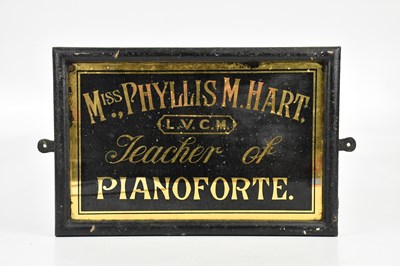 Miss., PHYLLIS M. HART.
L.V.C.M.
Teacher of
PIANOFORTE.